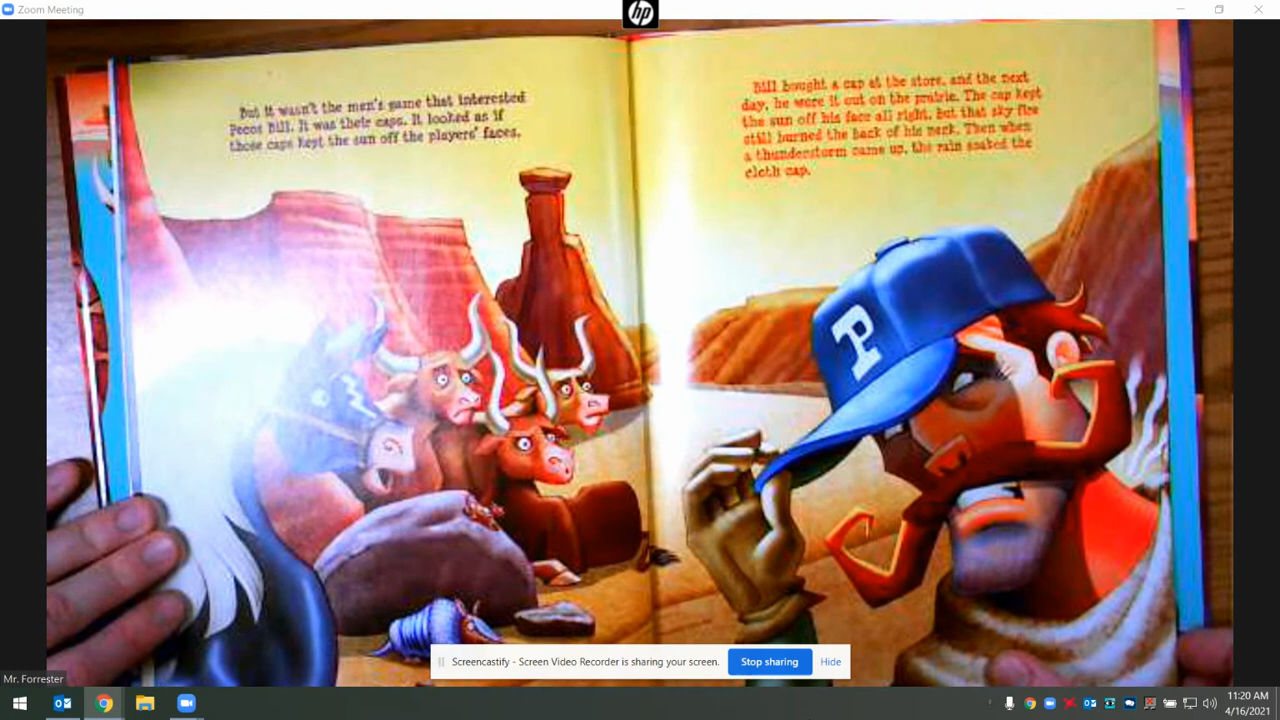 Zoom Meeting
hp
But it wasn't the men's game that interested
Pecos Bill. It was their caps. It looked as if
those caps kept the sun off the players' faces.
Bill bought a cap at the store, and the next
day, he wore it out on the prairie. The cap kept
the sun off his face all right, but that sky fire
still burned the back of his neck. Then when
a thunderstorm came up, the rain soaked the
cloth cap.
P
Screencastify - Screen Video Recorder is sharing your screen.
Stop sharing
Hide
Mr. Forrester
11:20 AM
4/16/2021